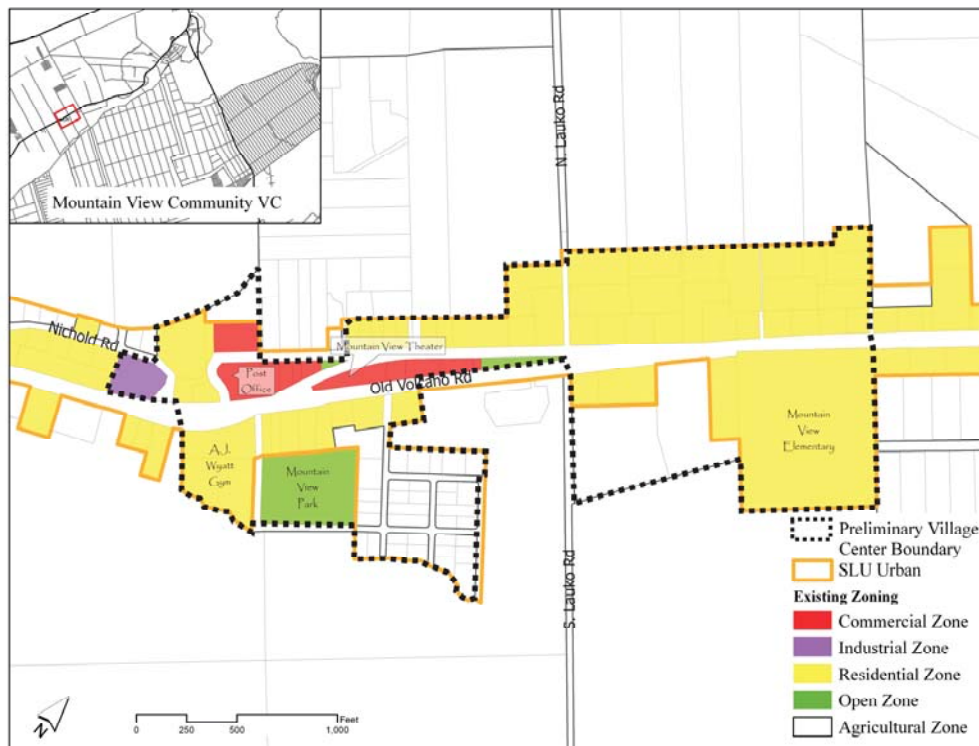 Mountain View Community VC
N. Lauko Rd
Nichold Rd
Mountain View Theater
Post
Office
Old Volcano Rd
A.J.
Wyatt
Gym
Mountain
View
Park
Mountain
View
Elementary
S. Lauko Rd
Preliminary Village
Center Boundary
SLU Urban
Existing Zoning
Commercial Zone
Industrial Zone
Residential Zone
Open Zone
Agricultural Zone
N
Feet
0 250 500 1,000